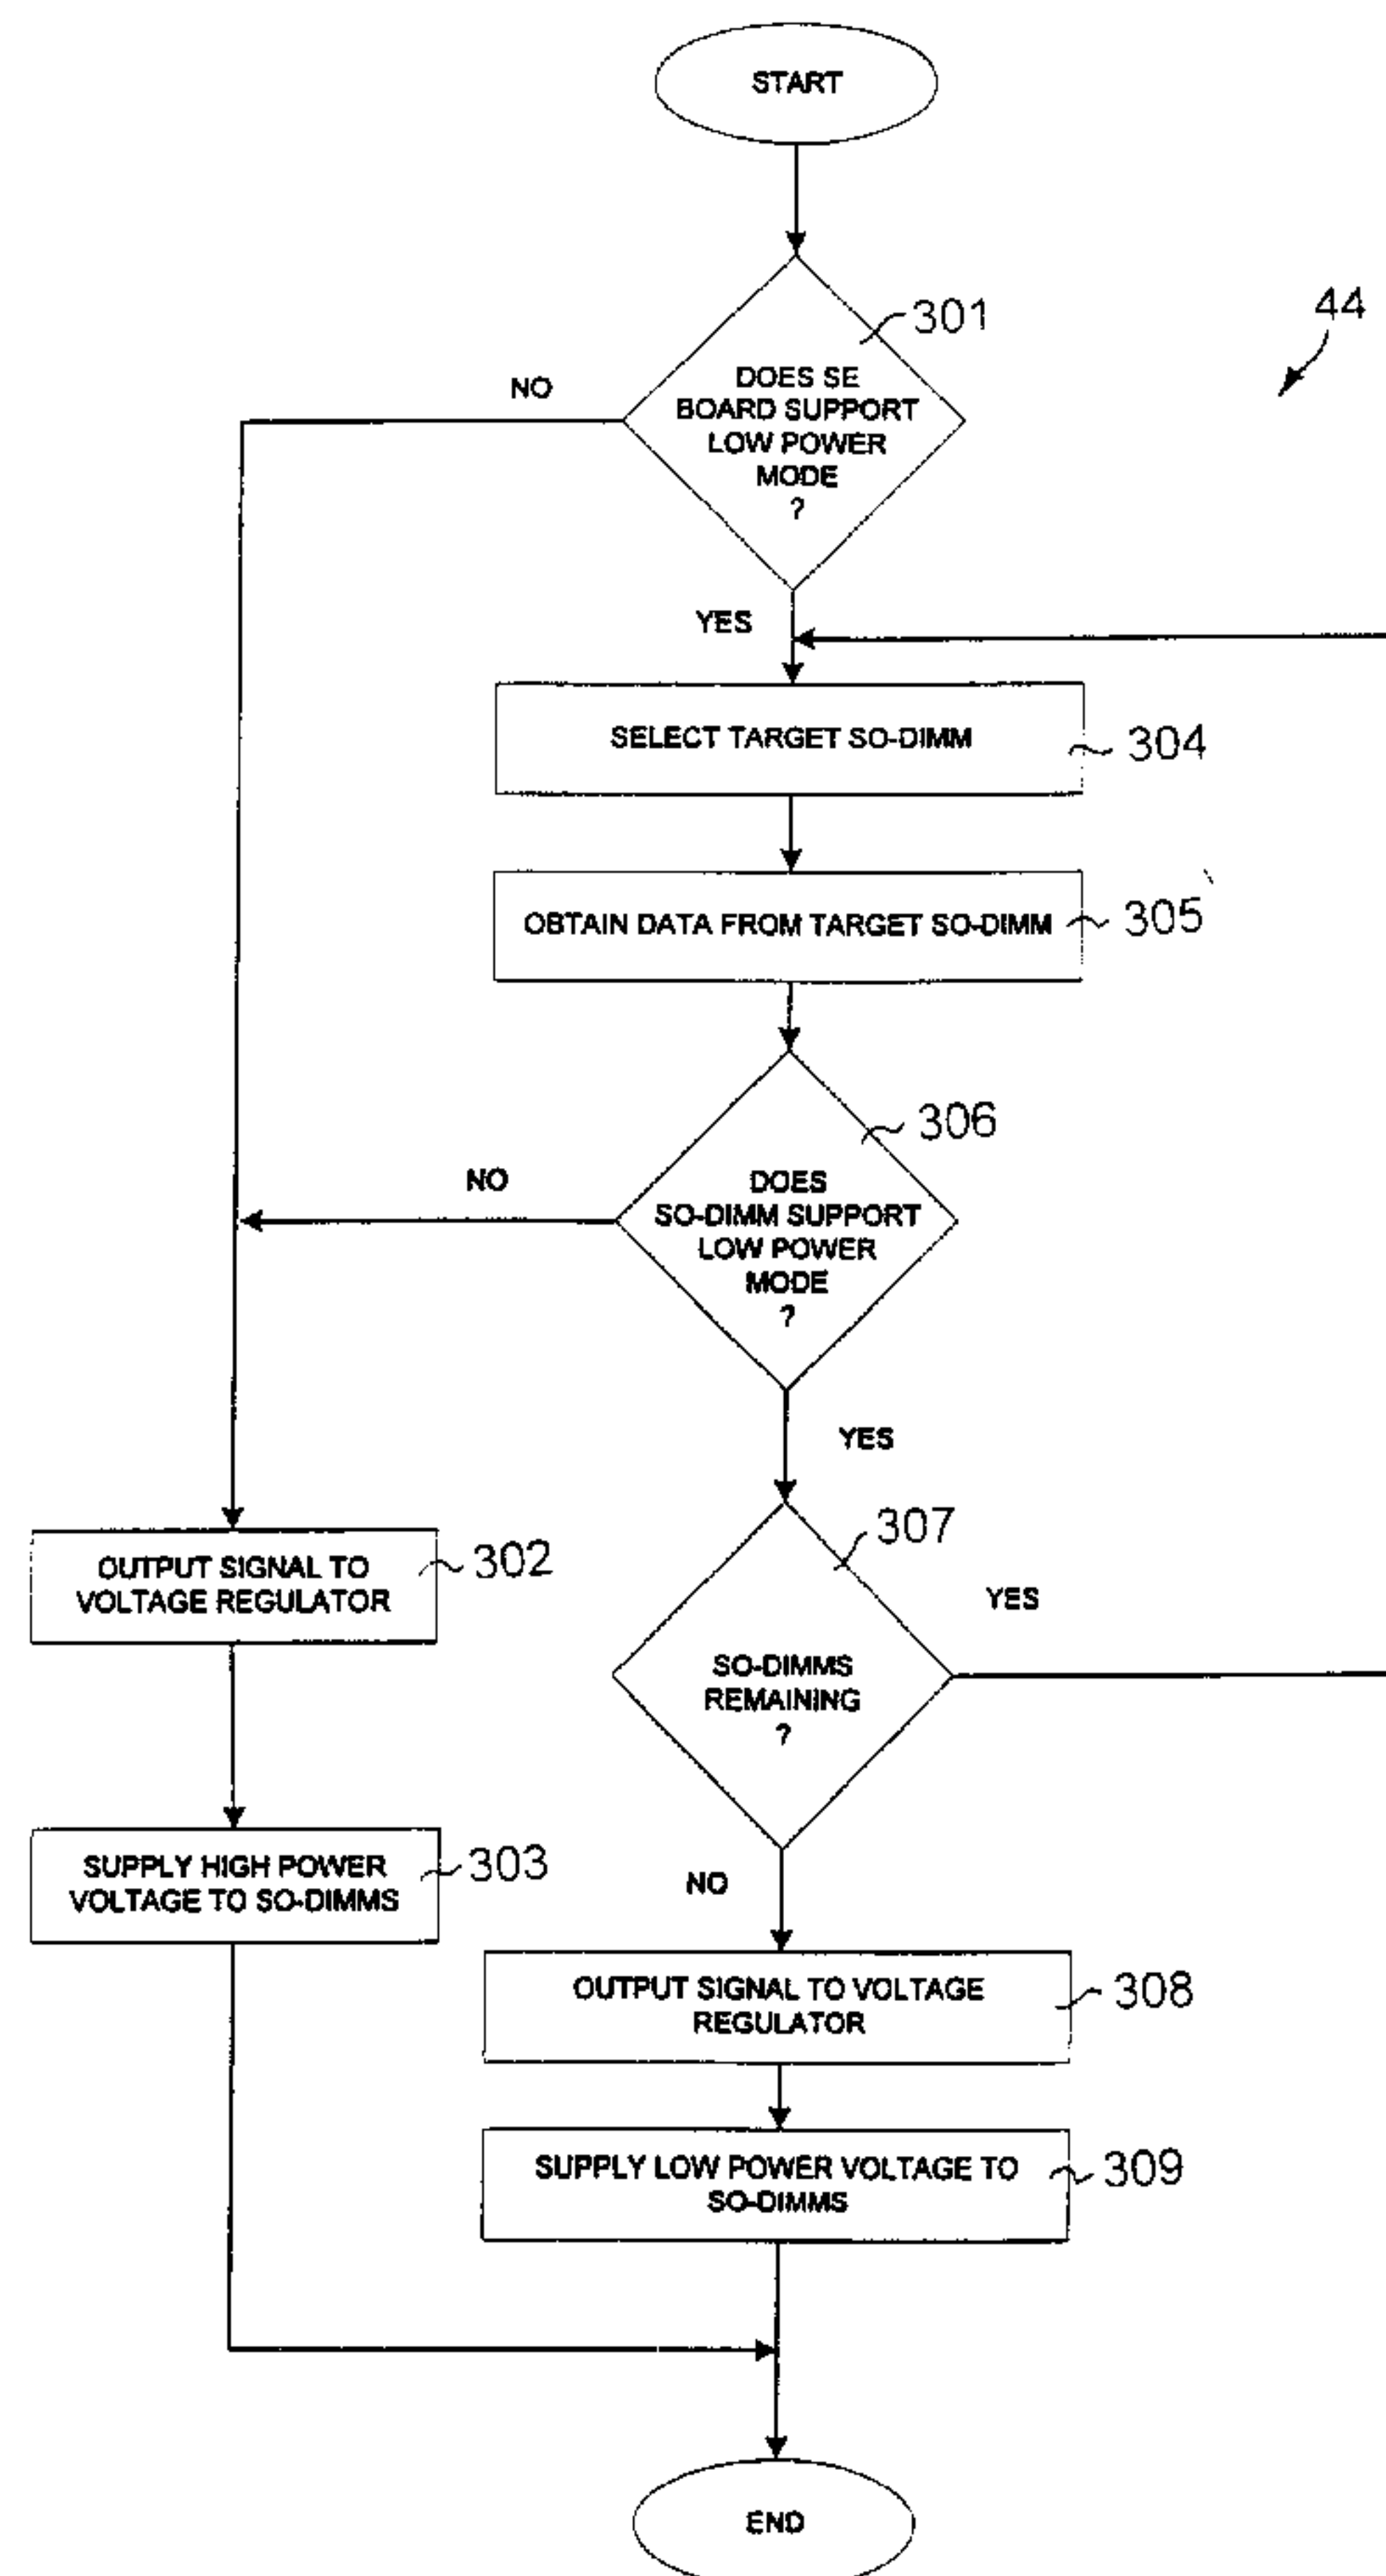 START
301
44
NO
DOES SE
BOARD SUPPORT
LOW POWER
MODE
?
YES
SELECT TARGET SO-DIMM
304
OBTAIN DATA FROM TARGET SO-DIMM
305
306
NO
DOES
SO-DIMM SUPPORT
LOW POWER
MODE
?
YES
307
OUTPUT SIGNAL TO
VOLTAGE REGULATOR
302
YES
SO-DIMMS
REMAINING
?
SUPPLY HIGH POWER
VOLTAGE TO SO-DIMMS
303
NO
OUTPUT SIGNAL TO VOLTAGE
REGULATOR
308
SUPPLY LOW POWER VOLTAGE TO
SO-DIMMS
309
END